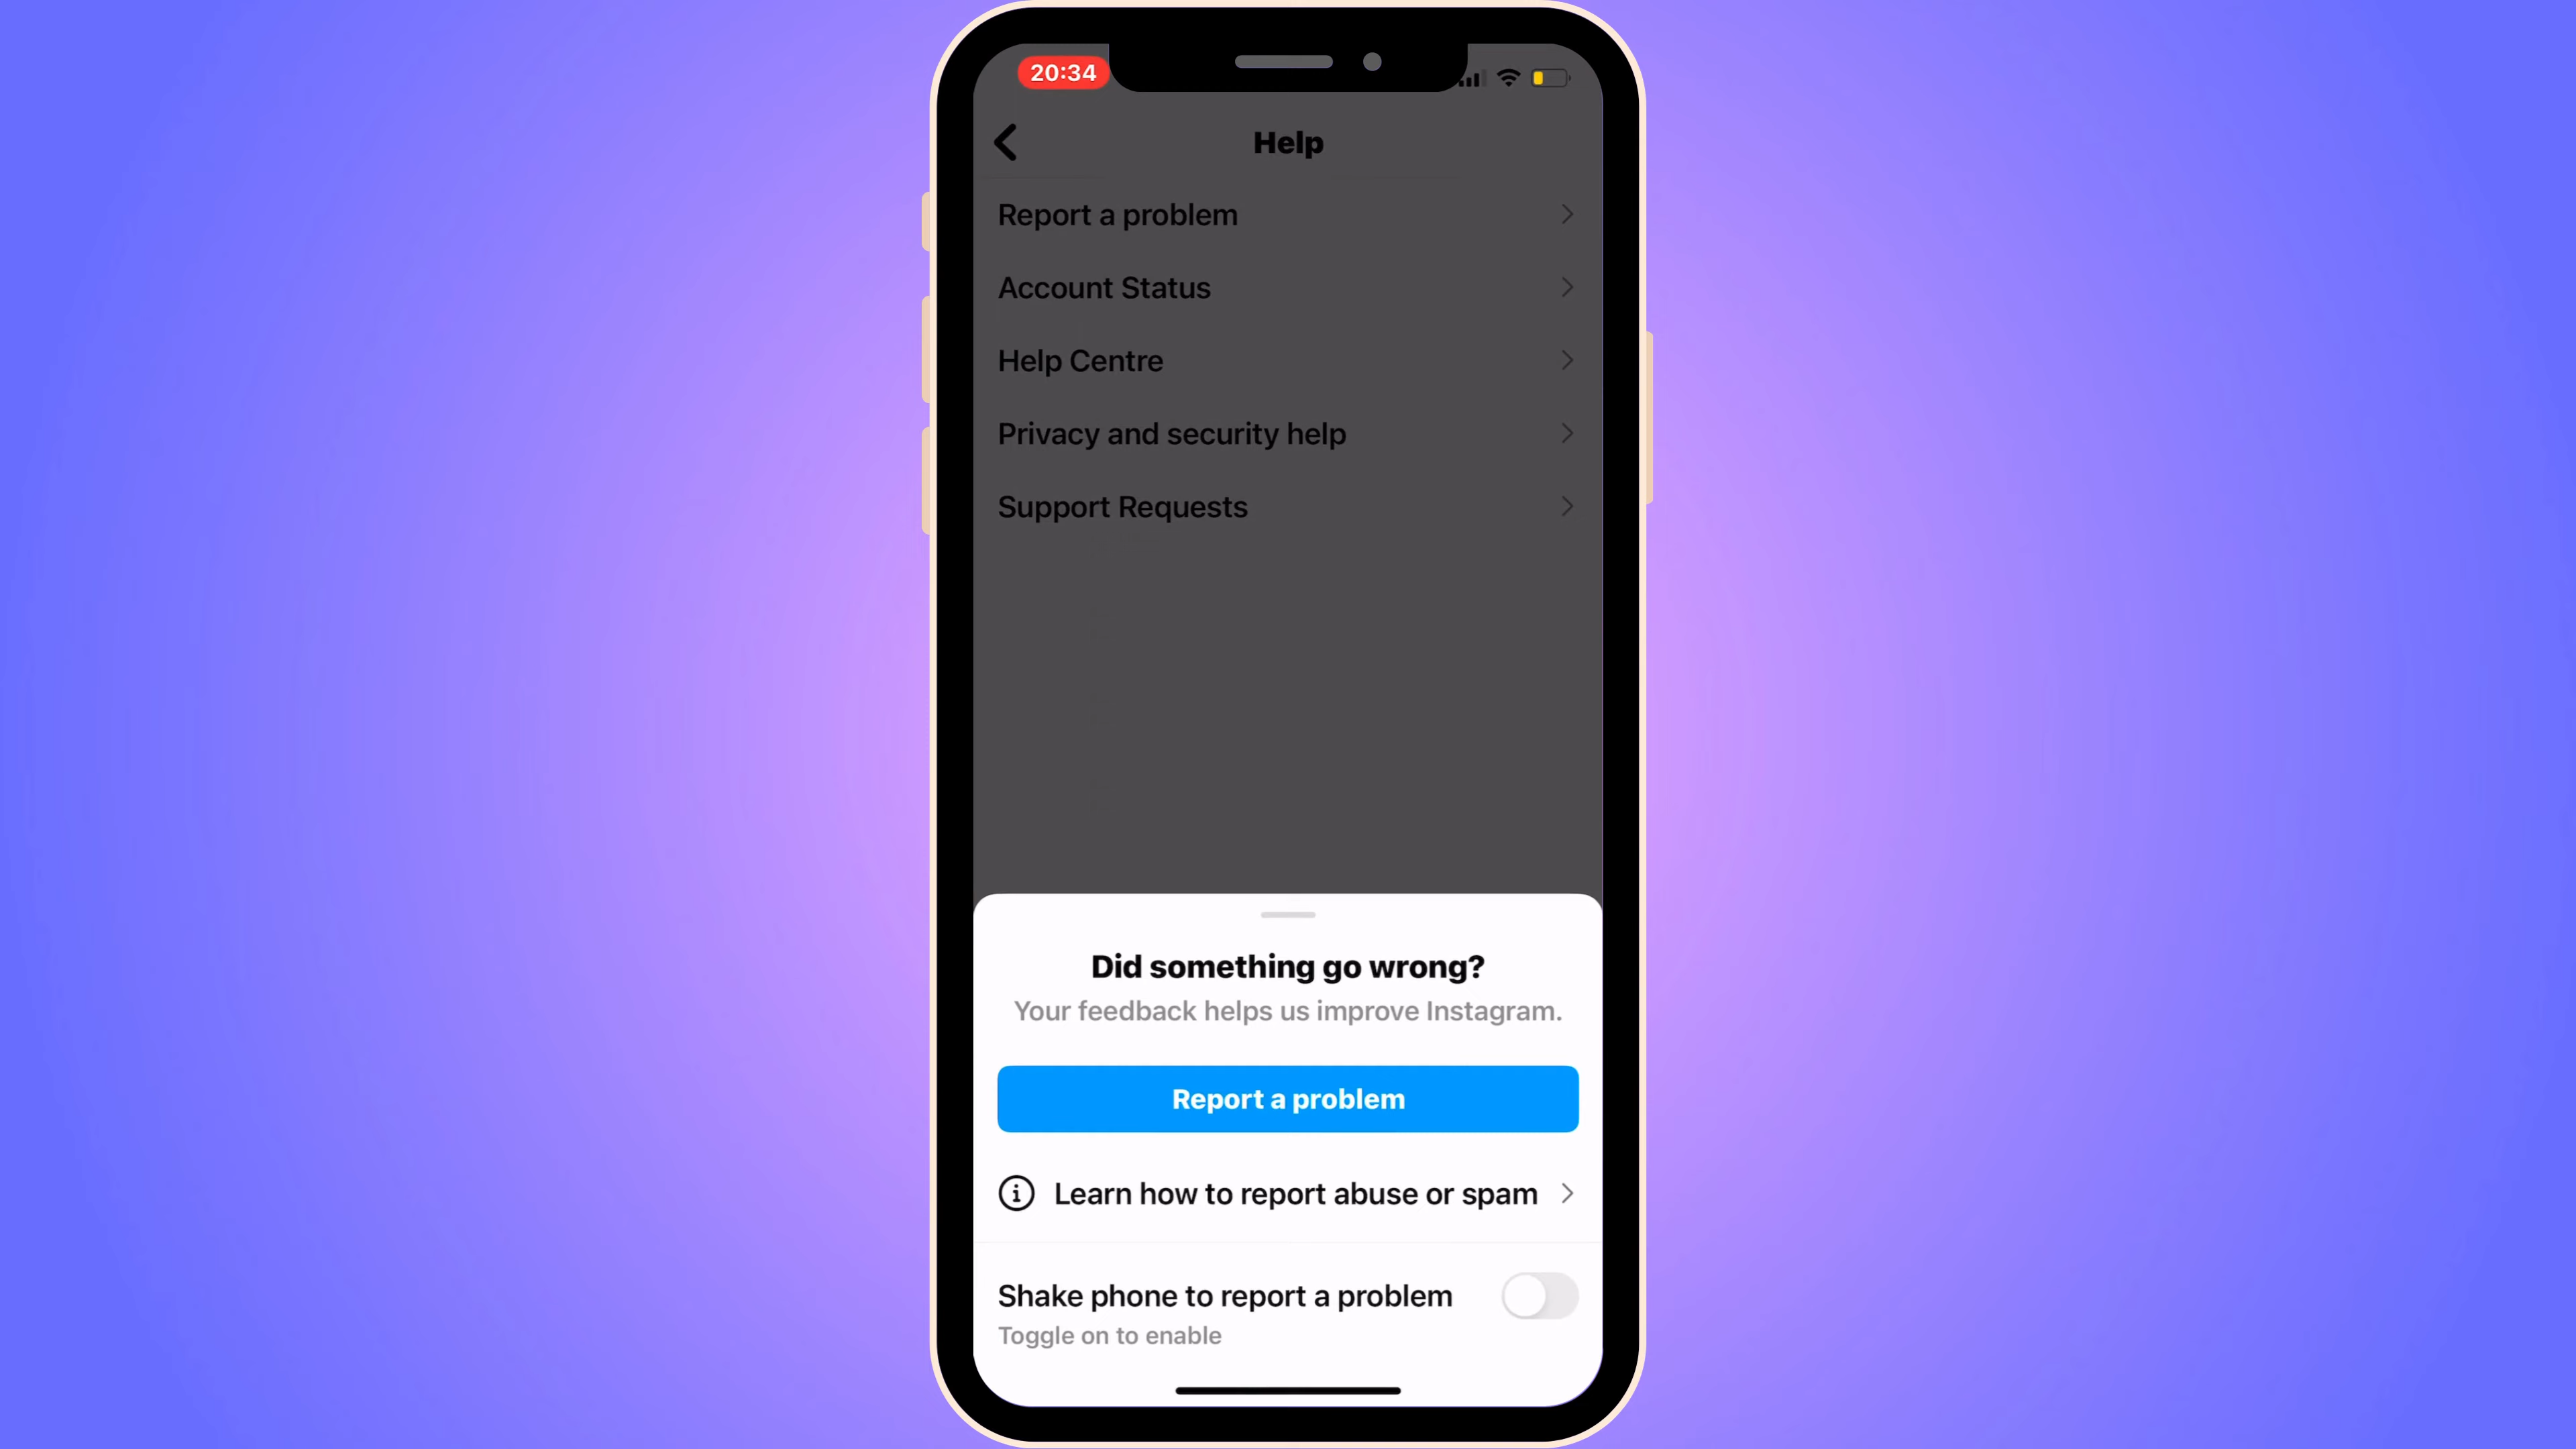 20:34
Help
Report a problem
Account Status
Help Centre
Privacy and security help
Support Requests
Did something go wrong?
Your feedback helps us improve Instagram.
Report a problem
Learn how to report abuse or spam
Shake phone to report a problem
Toggle on to enable